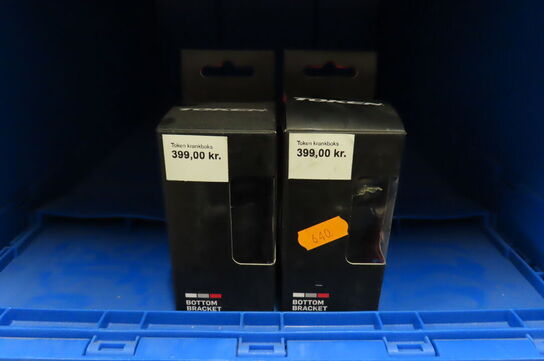 TOKEN
TOKEN
Token krankboks
399,00 kr.
Token krankboks
399,00 kr.
640
BOTTOM
BRACKET
BOTTOM
BRACKET